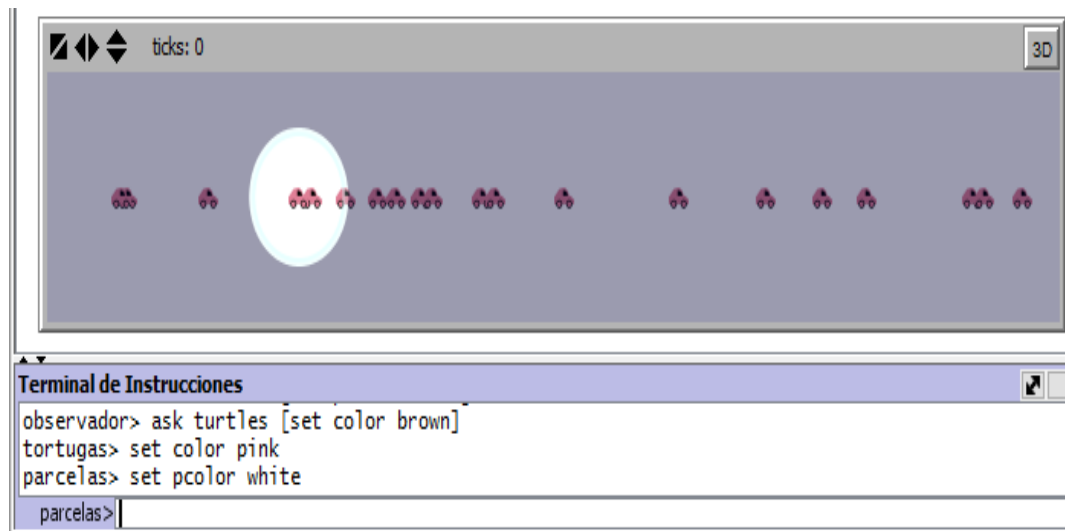 ticks: 0
3D
Terminal de Instrucciones
observador> ask turtles [set color brown]
tortugas> set color pink
parcelas> set pcolor white
parcelas>